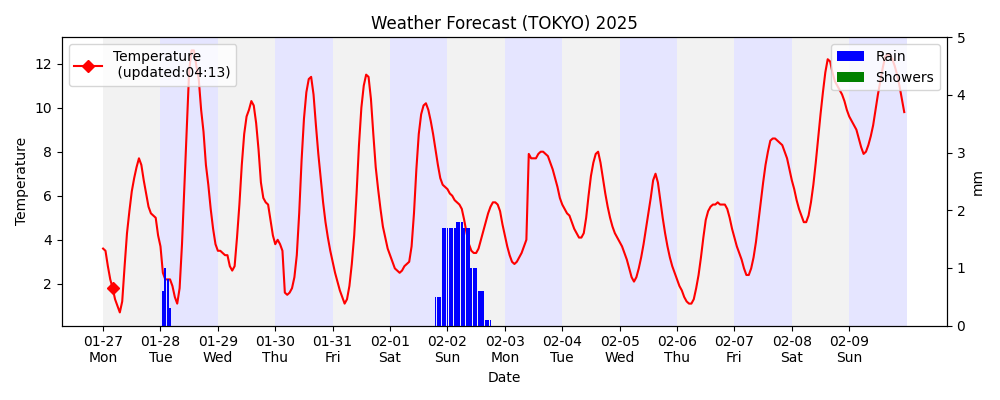 Weather Forecast (TOKYO) 2025
Temperature
(updated:04:13)
Rain
Showers
Temperature
12
10
8
6
4
2
mm
5
4
3
2
1
0
01-27 01-28 01-29 01-30 01-31 02-01 02-02 02-03 02-04 02-05 02-06 02-07 02-08 02-09
Mon Tue Wed Thu Fri Sat Sun Mon Tue Wed Thu Fri Sat Sun
Date